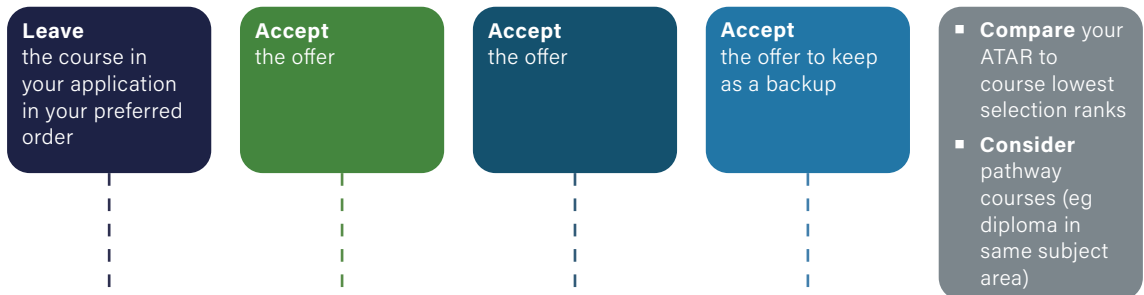 Leave
the course in
your application
in your preferred
order
Accept
the offer
Accept
the offer
Accept
the offer to keep
as a backup
▪ Compare your
ATAR to
course lowest
selection ranks
▪ Consider
pathway
courses (eg
diploma in
same subject
area)